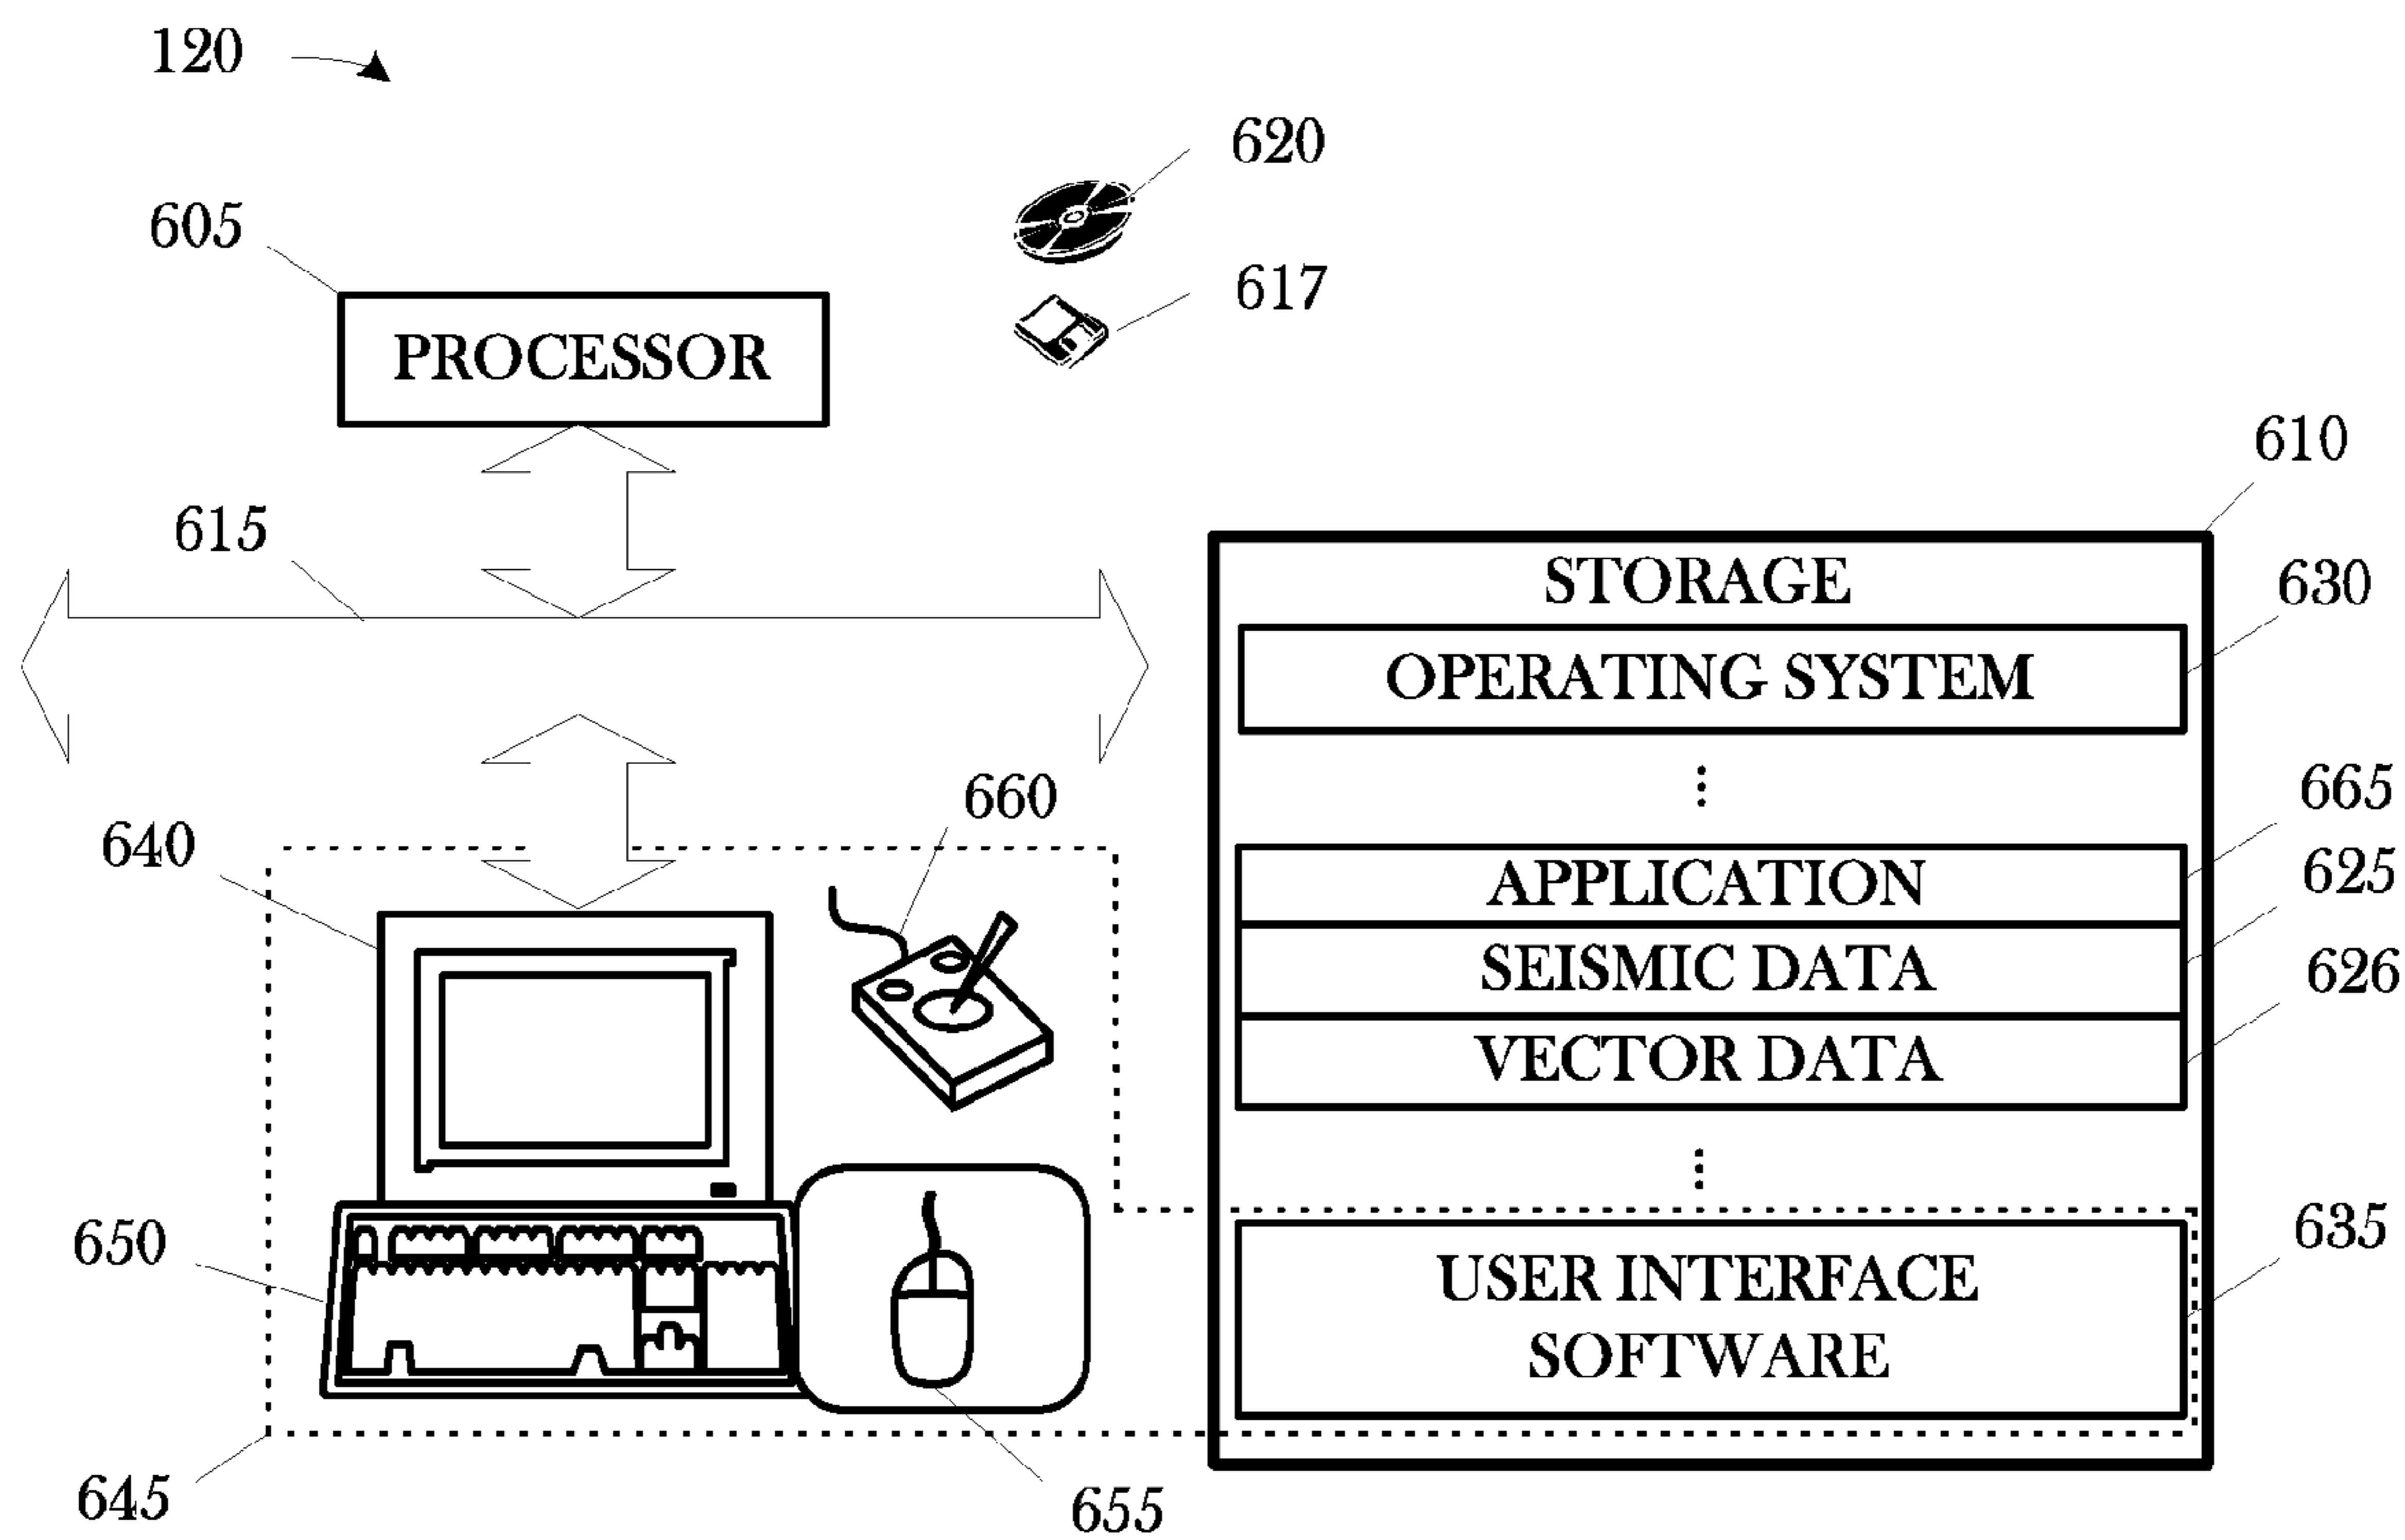 120
620
605
617
PROCESSOR
610
615
STORAGE
630
OPERATING SYSTEM
660
665
640
APPLICATION
625
SEISMIC DATA
626
VECTOR DATA
650
635
USER INTERFACE
SOFTWARE
645
655